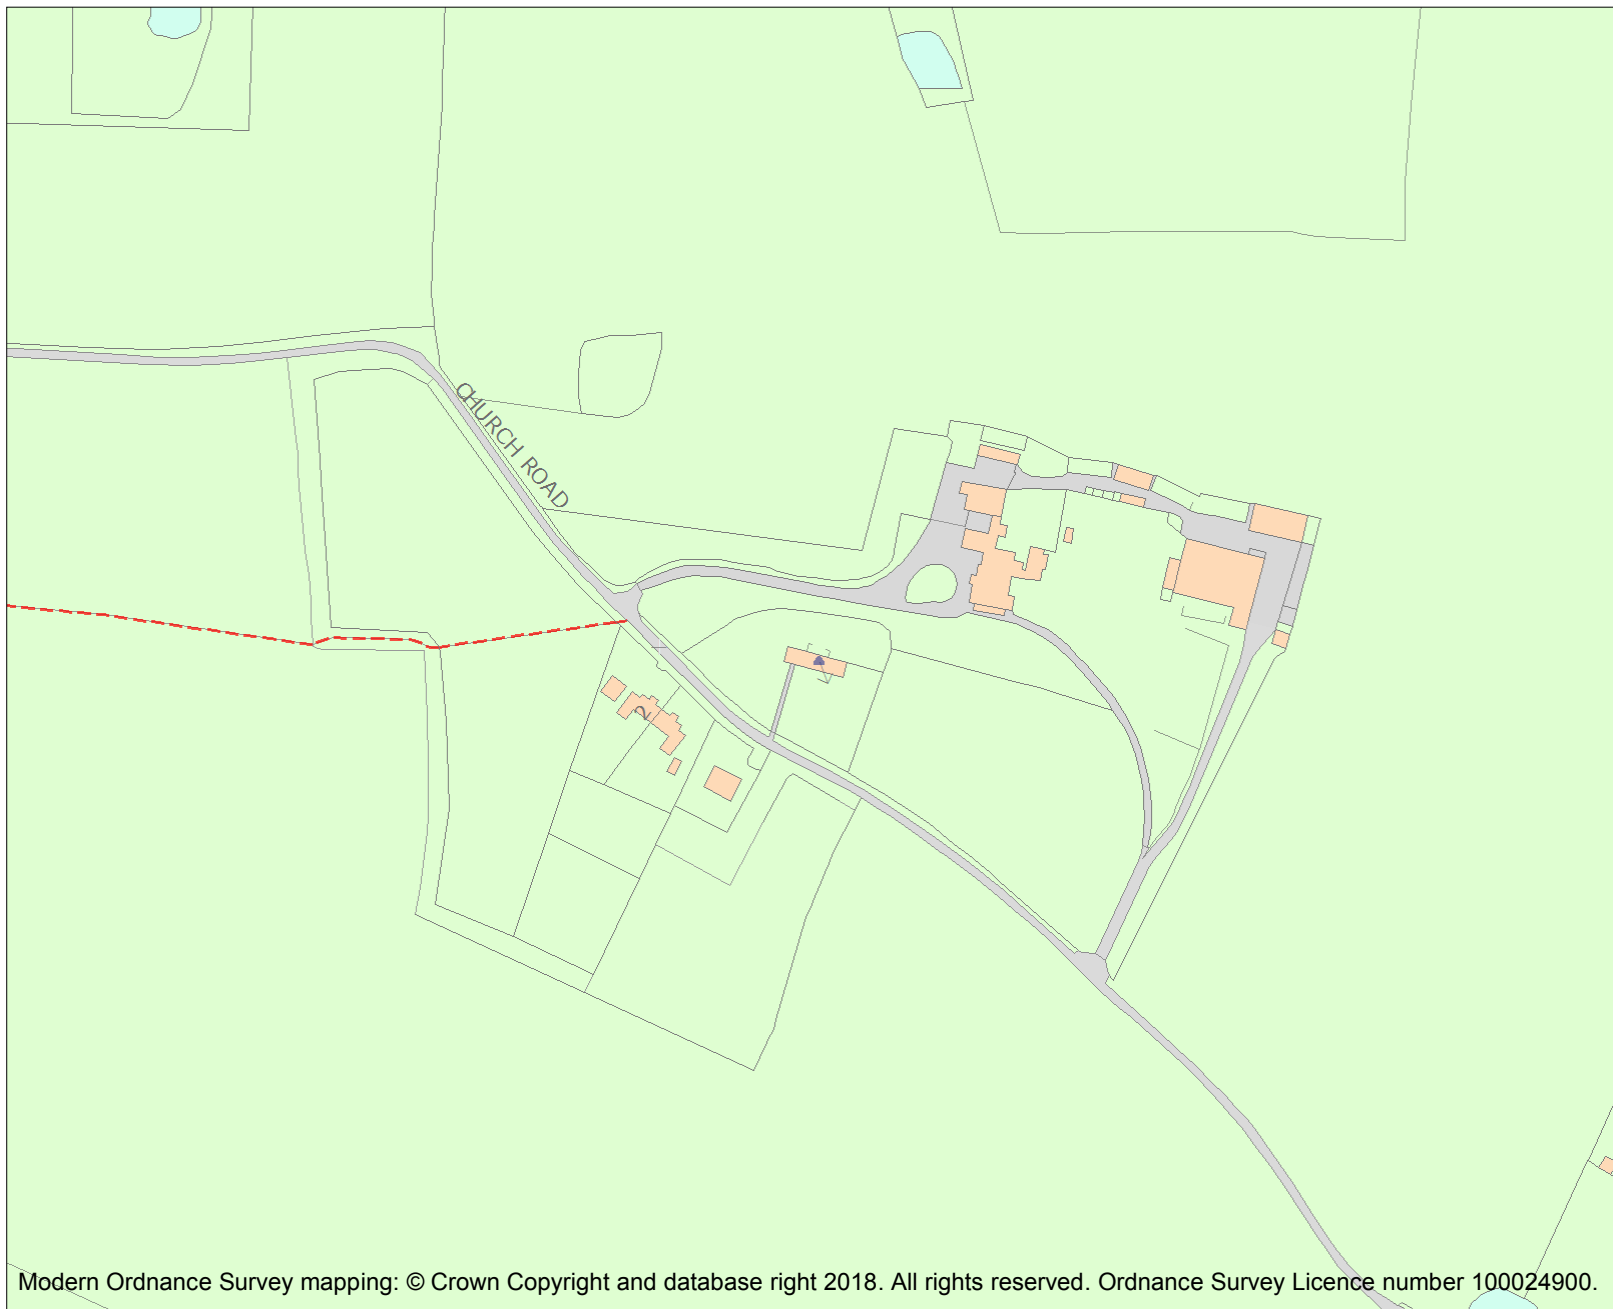 CHURCH ROAD
2
Modern Ordnance Survey mapping: © Crown Copyright and database right 2018. All rights reserved. Ordnance Survey Licence number 100024900.